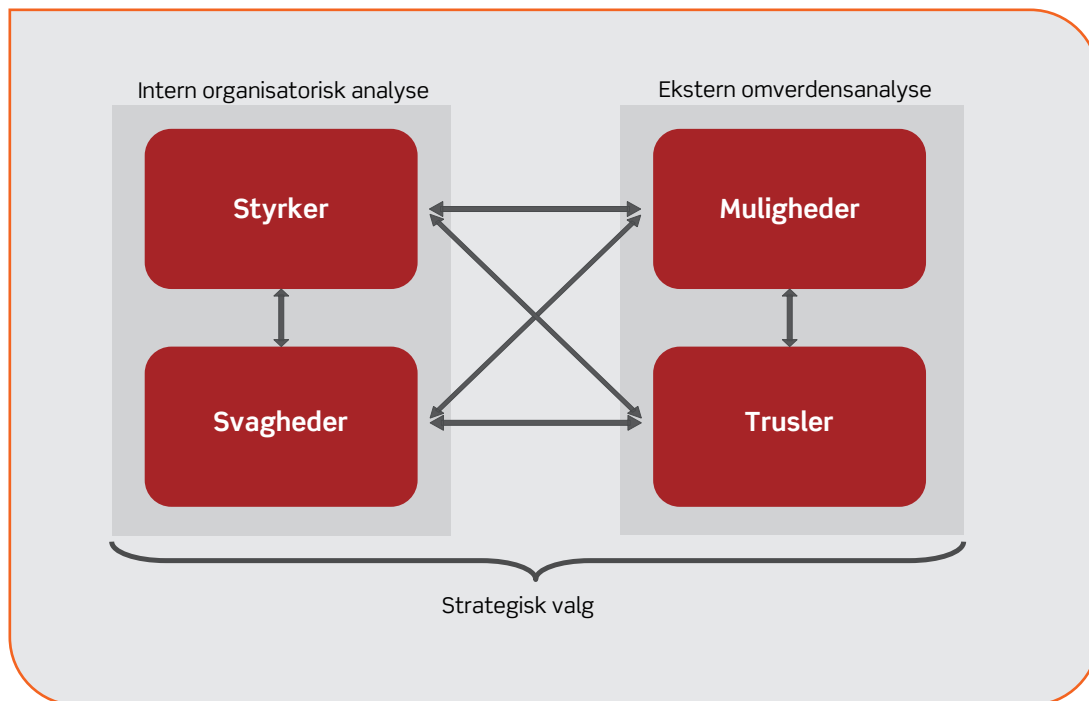 Intern organisatorisk analyse
Ekstern omverdensanalyse
Styrker
Muligheder
Svagheder
Trusler
Strategisk valg